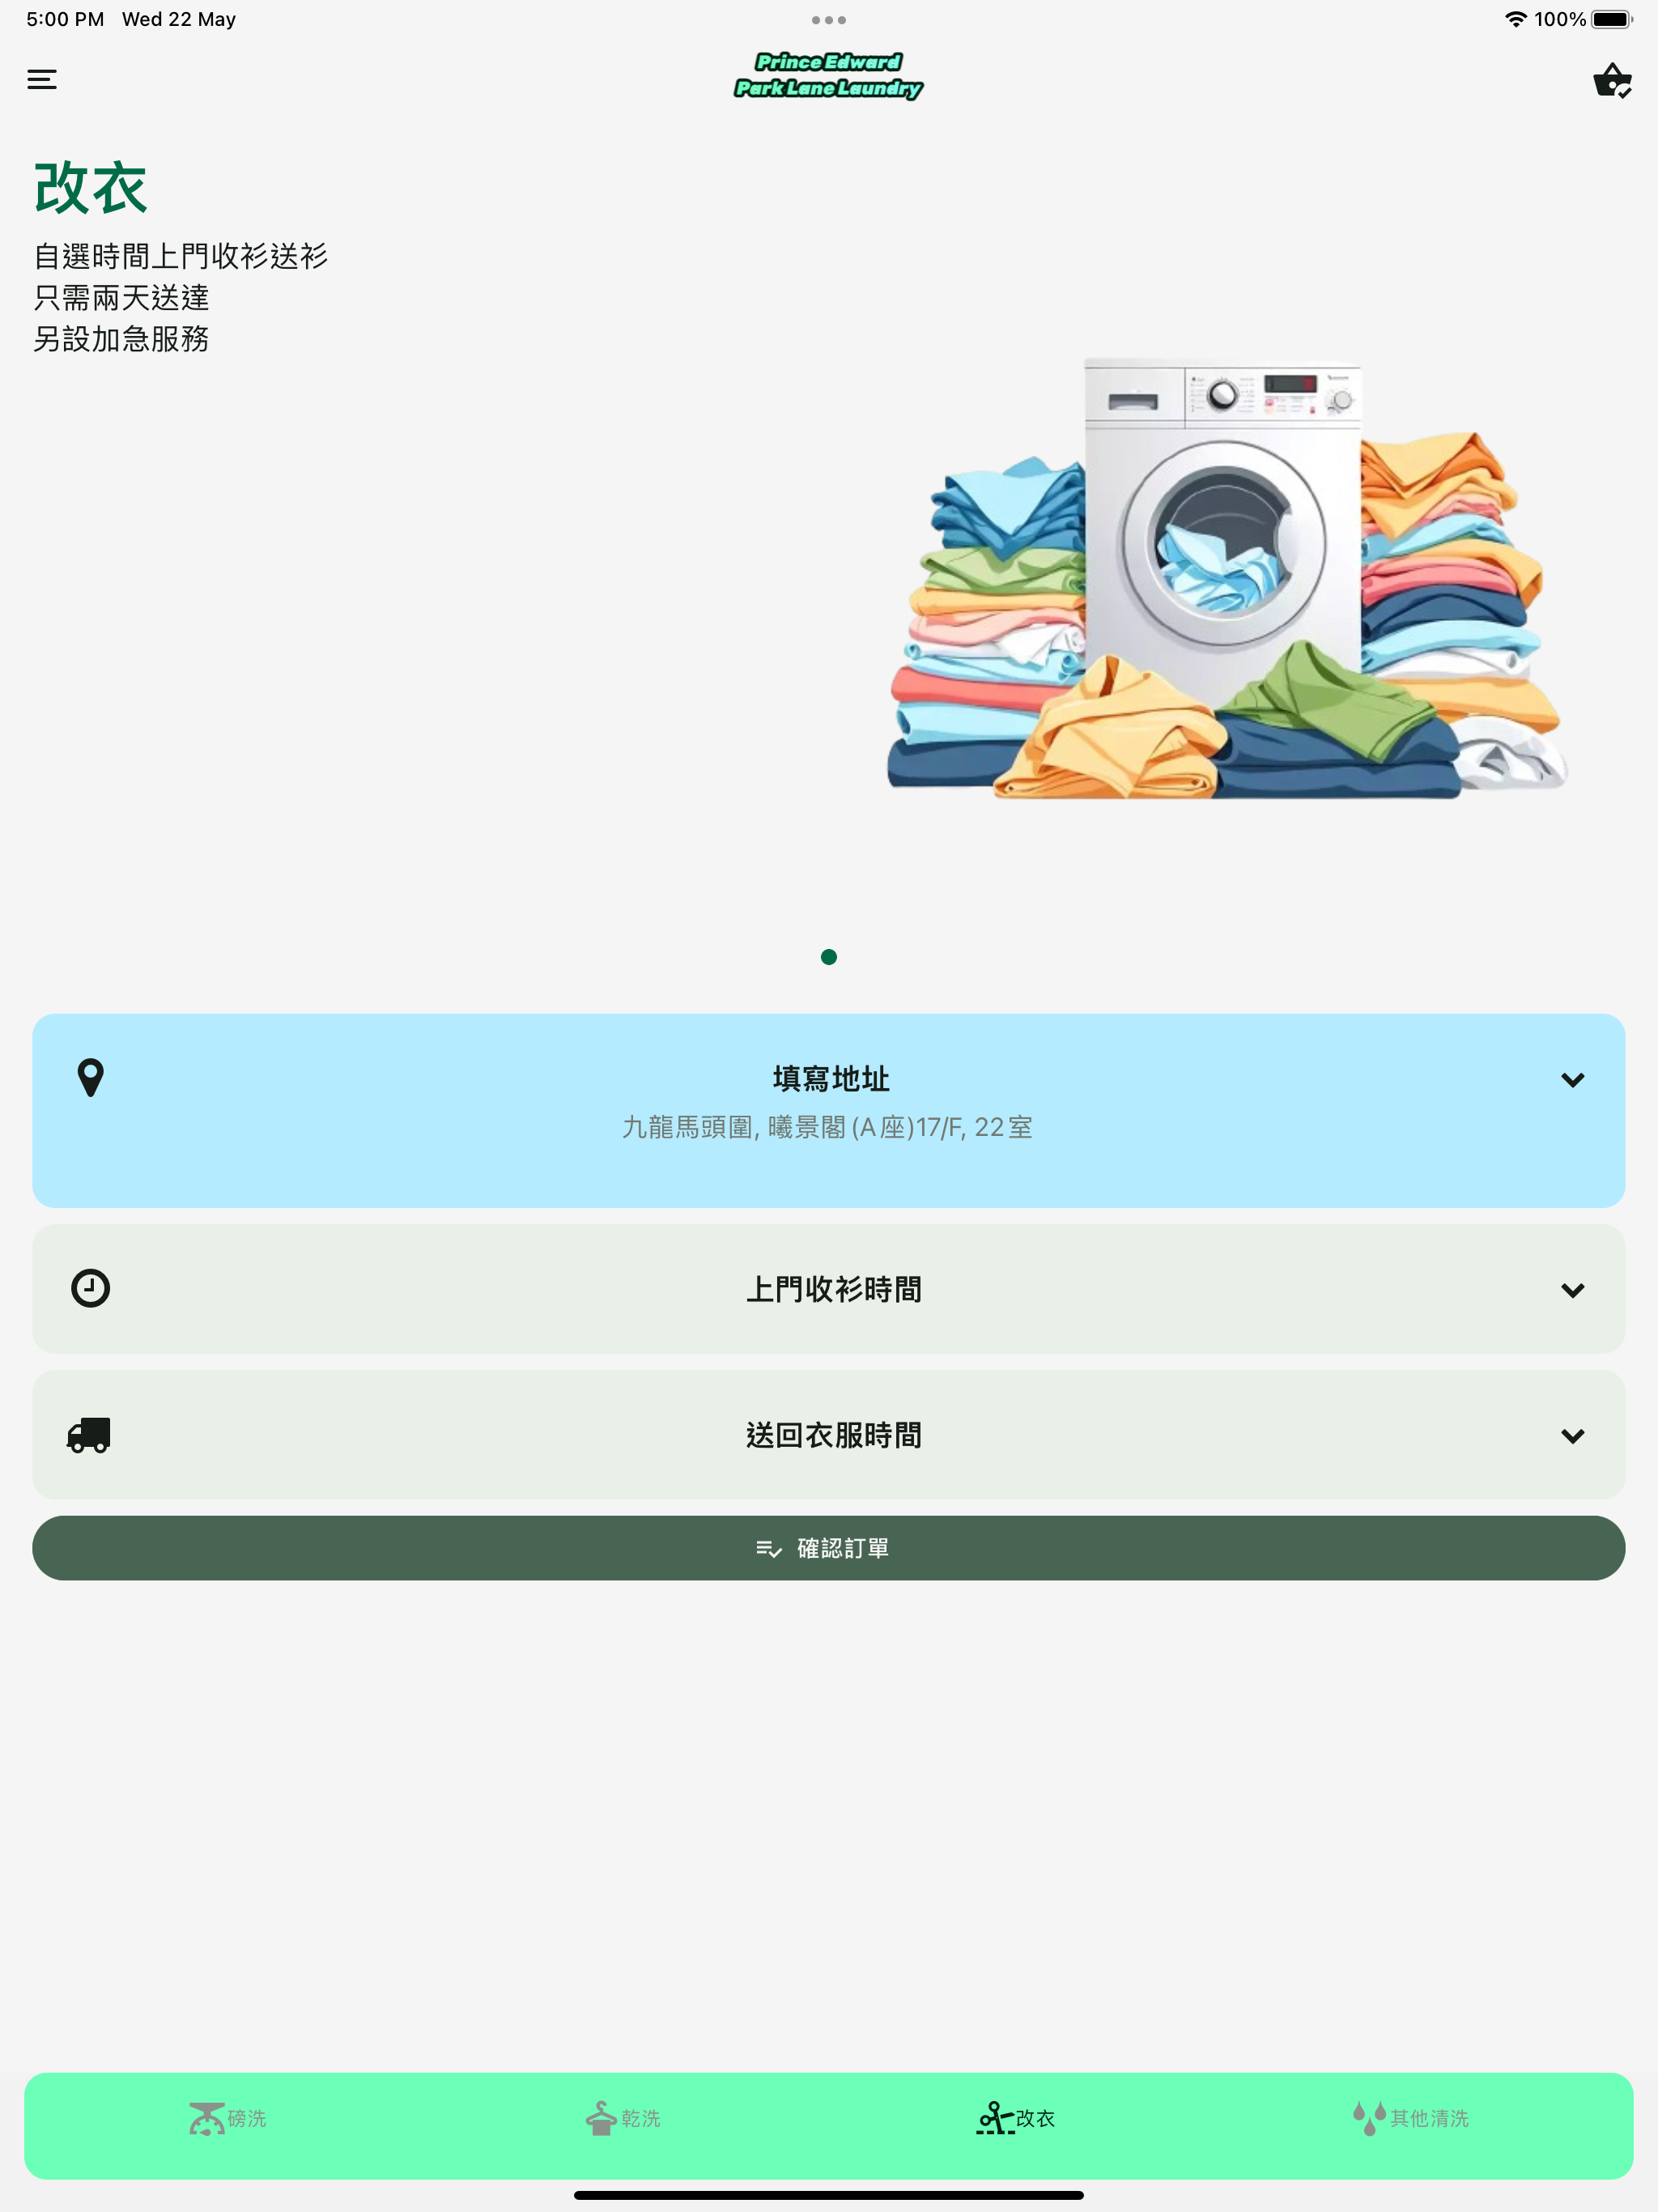 5:00 PM Wed 22 May
100%
Prince Edward
Park Lane Laundry
改衣
自選時間上門收衫送衫
只需兩天送達
另設加急服務
填寫地址
九龍馬頭圍, 曦景閣(A座)17/F, 22室
上門收衫時間
送回衣服時間
確認訂單
磅洗
乾洗
改衣
其他清洗